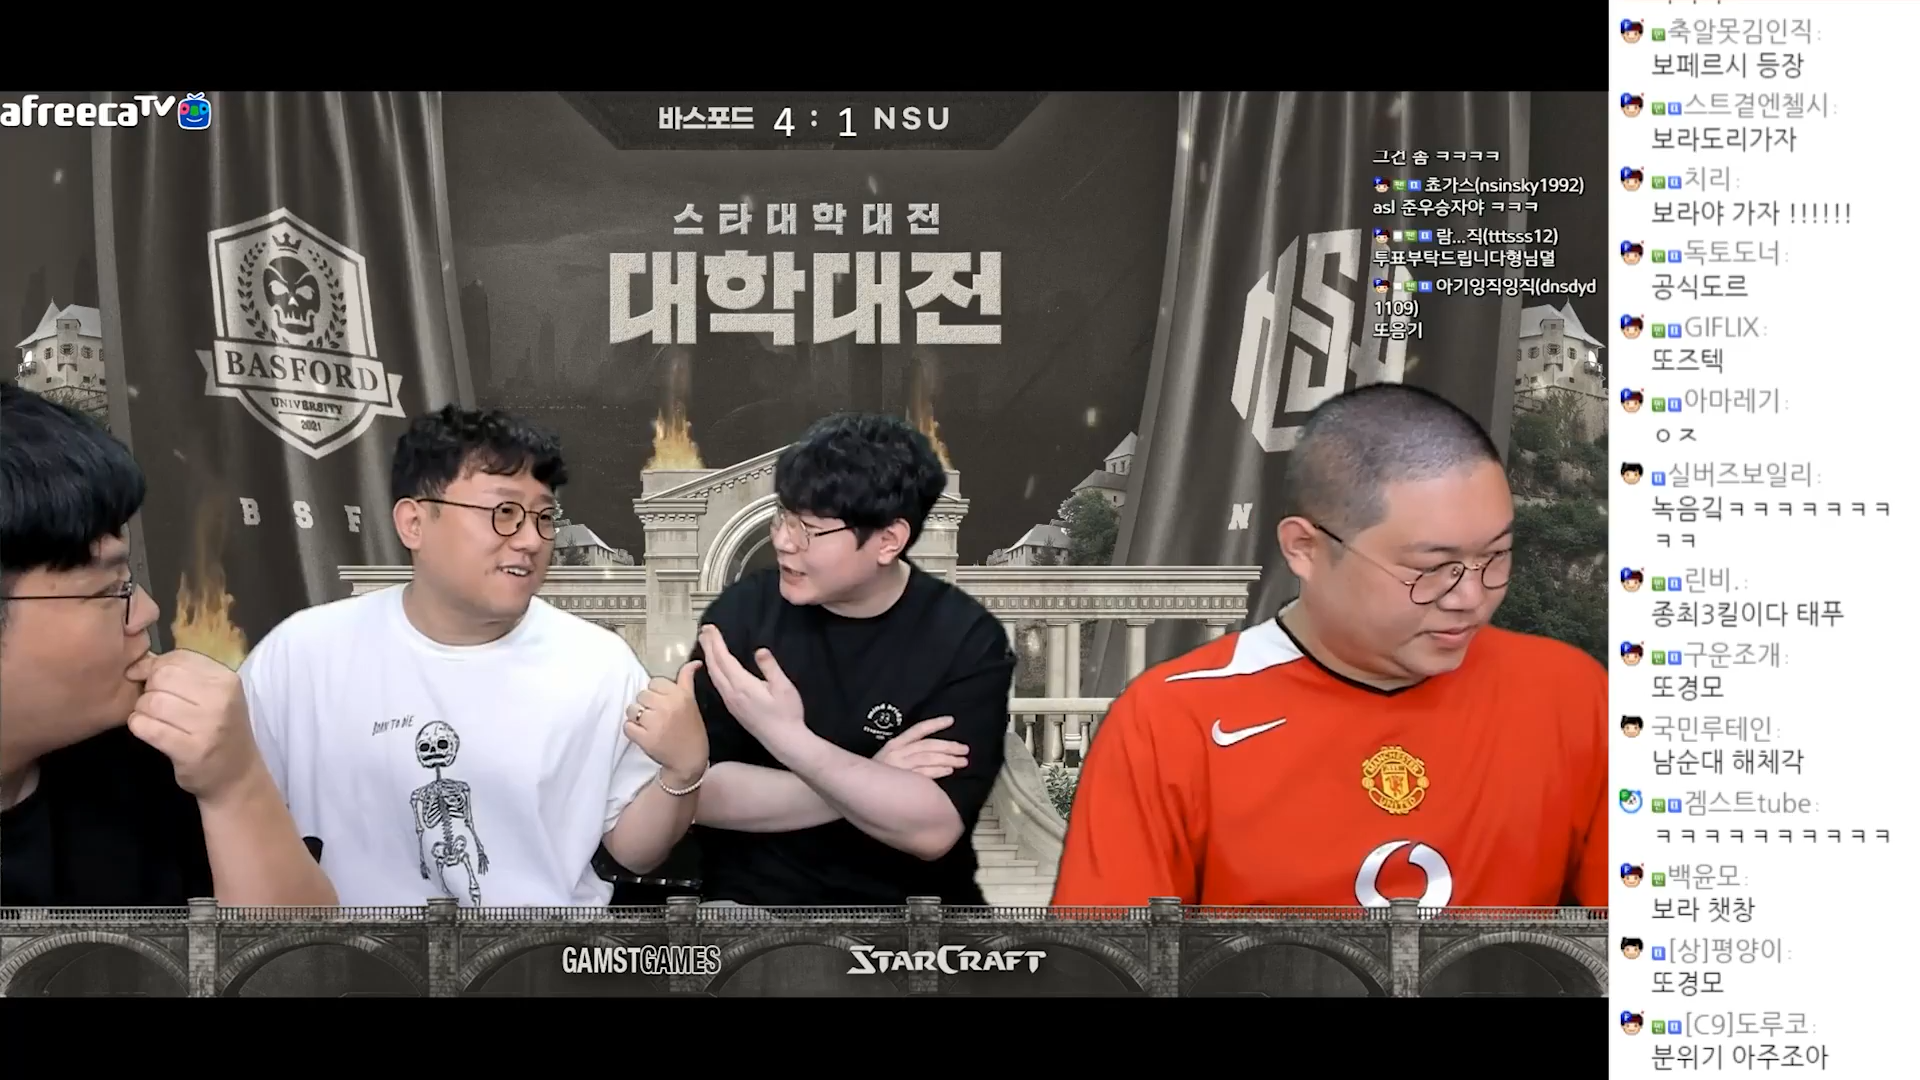 afreecaTV
바스포드 4 : 1 NSU
스타대학대전
대학대전
BASFORD
UNIVERSITY
2021
B S F
NSU
N
그건 좀 ㅋㅋㅋㅋ
쵸가스(nsinsky1992)
asl 준우승자야 ㅋㅋㅋ
람...직(tttsss12)
투표부탁드립니다형님덜
아기잉직잉직(dnsdyd
1109)
또음기
BORN TO DIE
MANCHESTER
UNITED
GAMSTGAMES
STARCRAFT
축알못김인직:
보페르시 등장
스트곁엔첼시:
보라도리가자
치리:
보라야 가자 !!!!!!
독토도너:
공식도르
GIFLIX:
또즈텍
아마레기:
ㅇㅈ
실버즈보일리:
녹음긱ㅋㅋㅋㅋㅋㅋㅋ
ㅋㅋ
린비.:
종최3킬이다 태푸
구운조개:
또경모
국민루테인:
남순대 해체각
겜스트tube:
ㅋㅋㅋㅋㅋㅋㅋㅋㅋㅋ
백윤모:
보라 챗창
[상]평양이:
또경모
[C9]도루코:
분위기 아주조아